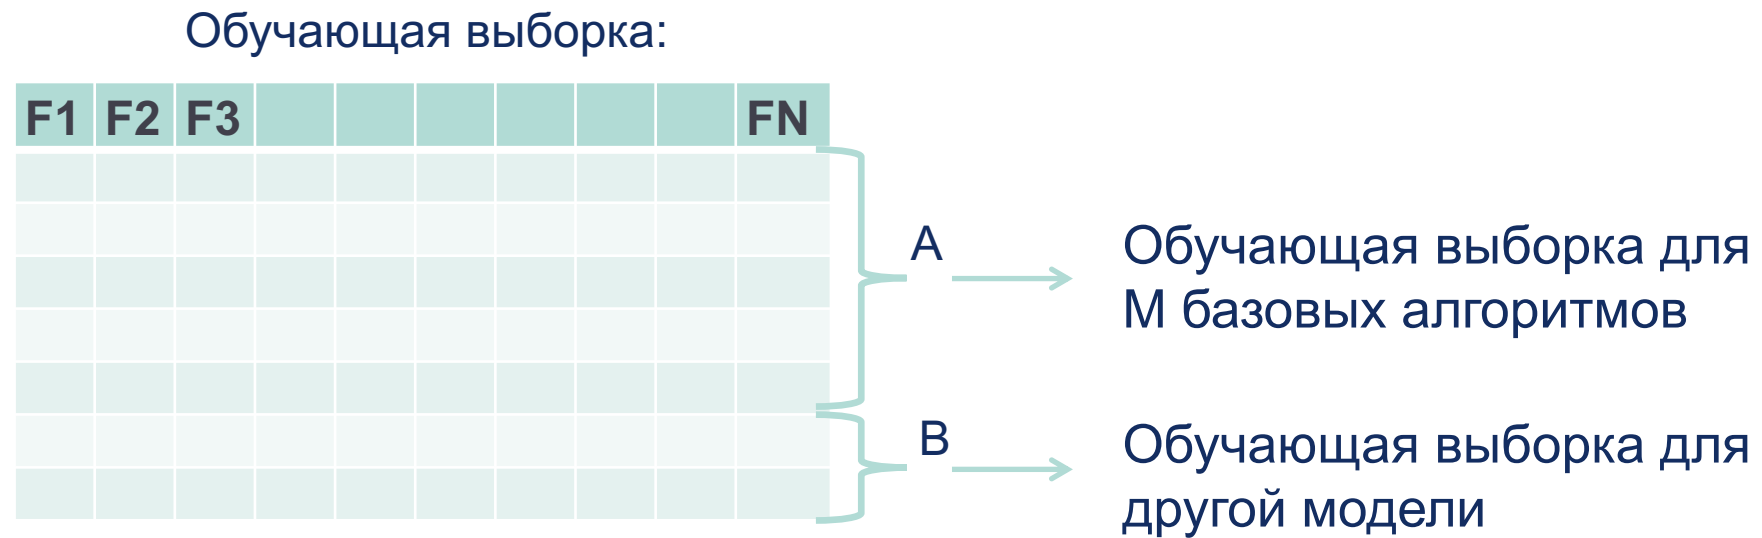 Обучающая выборка:
F1 F2 F3 FN
A
Обучающая выборка для
M базовых алгоритмов
B
Обучающая выборка для
другой модели